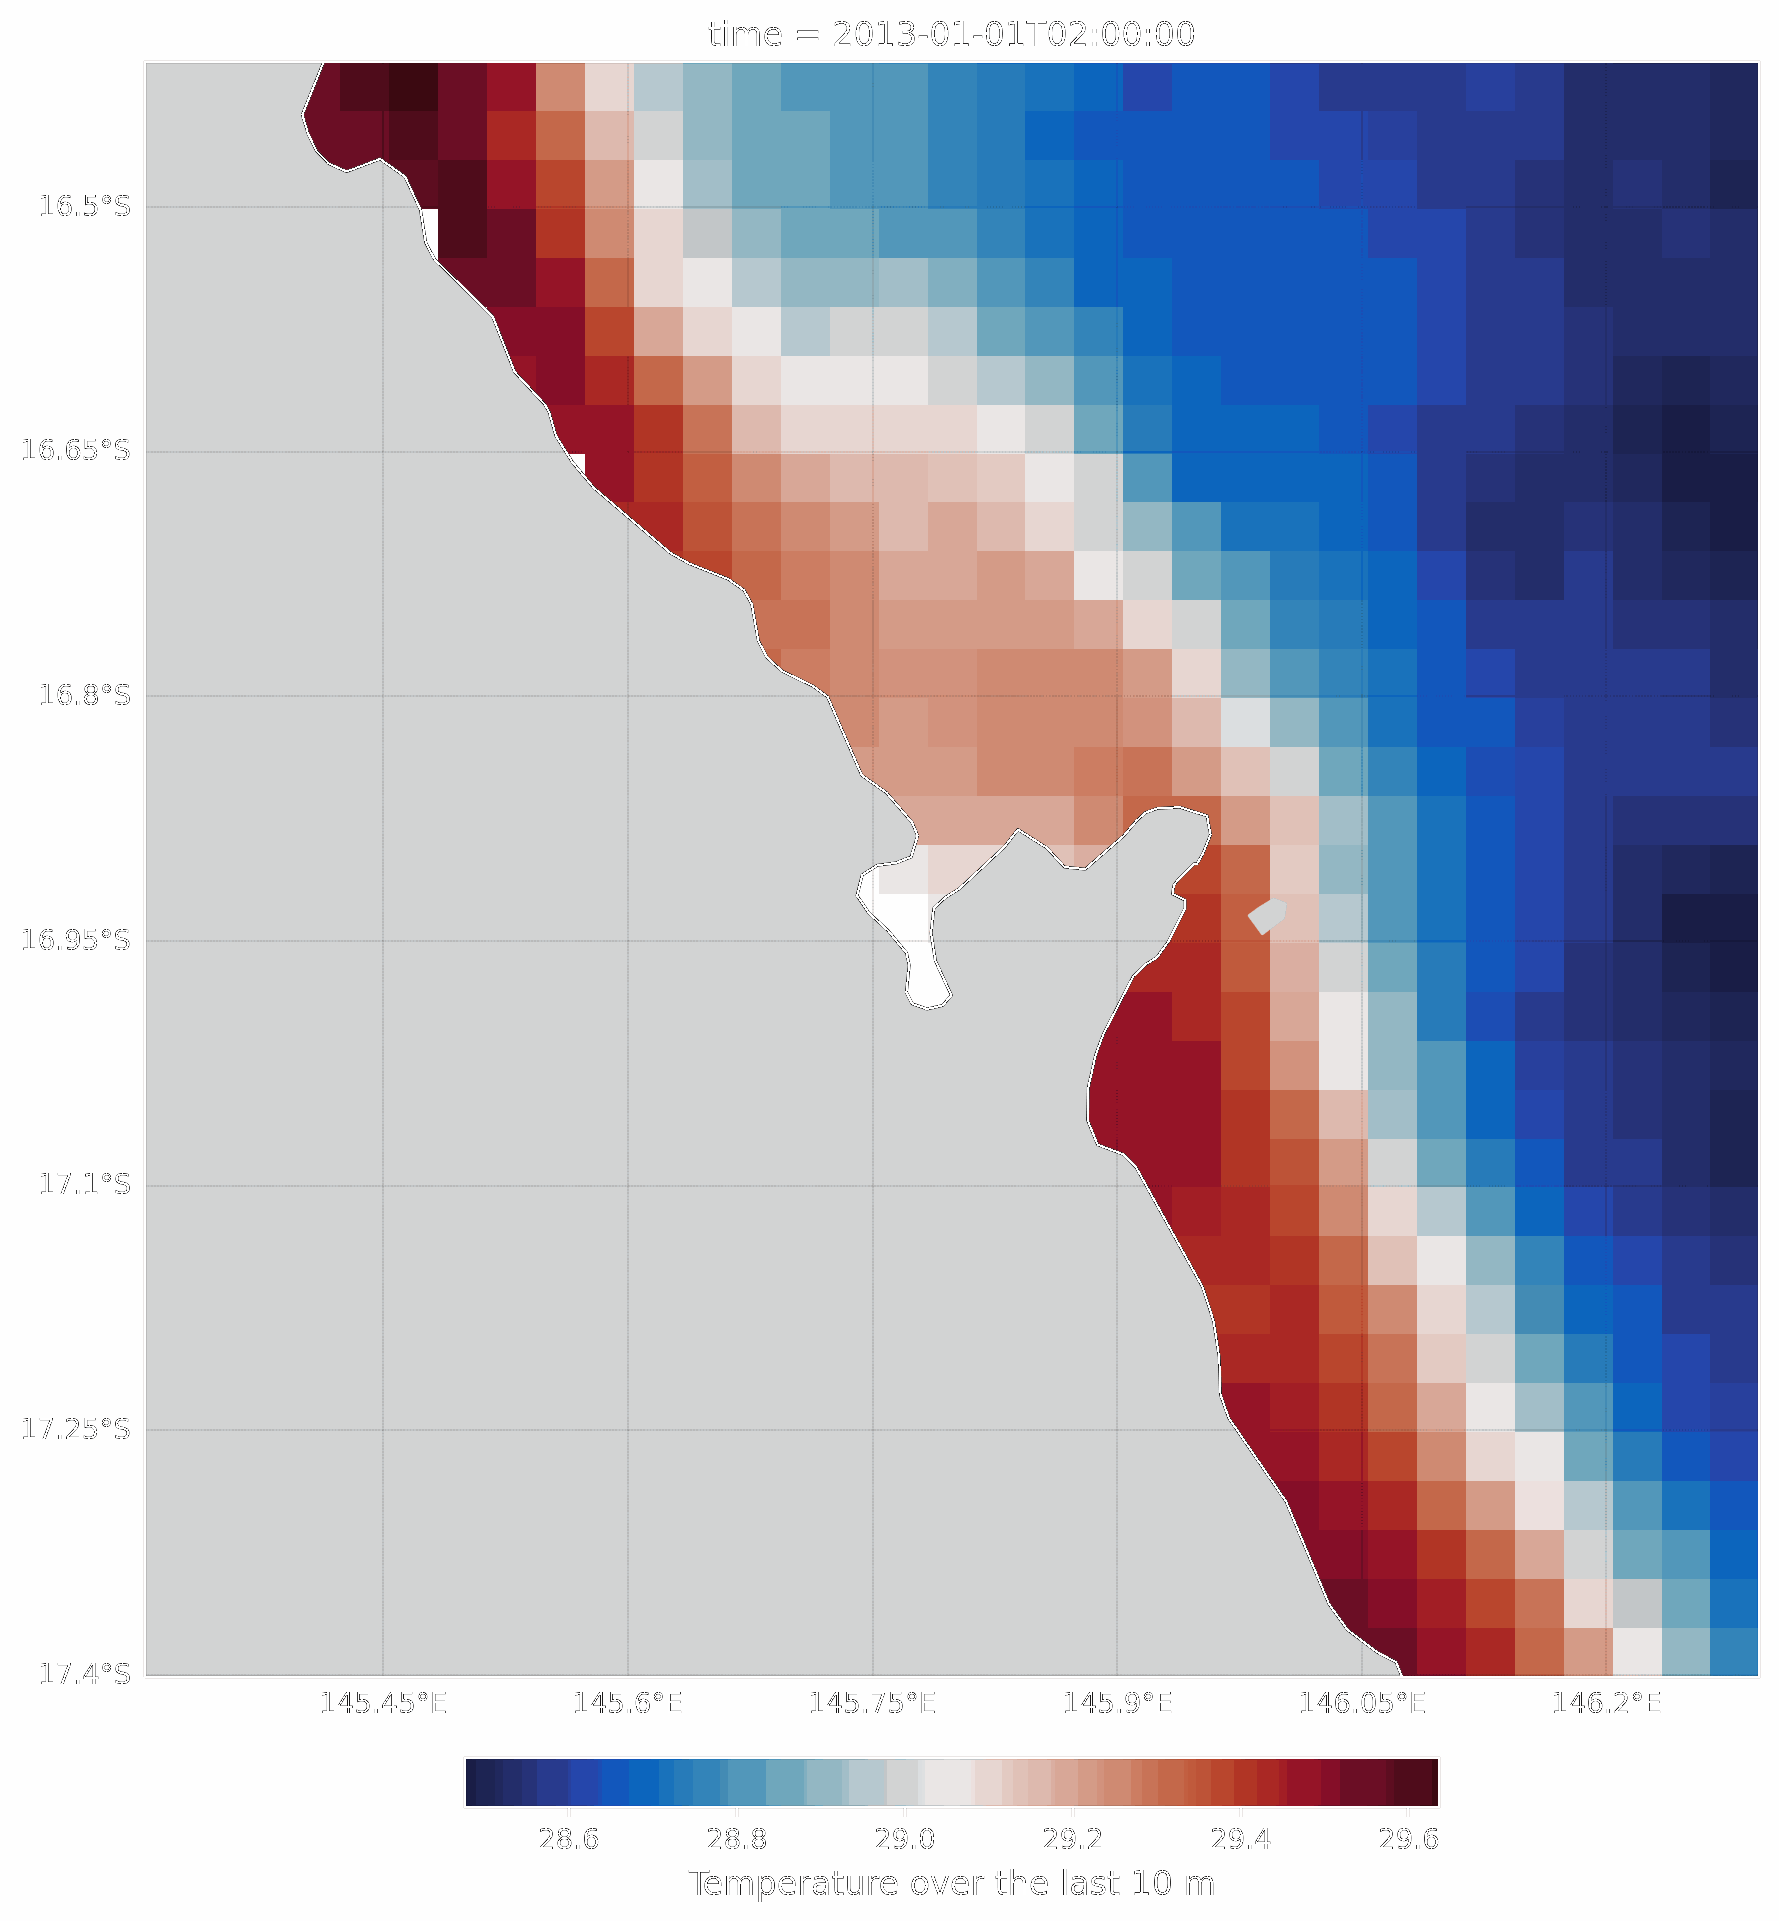 time = 2013-01-01T02:00:00
16.5°S
16.65°S
16.8°S
16.95°S
17.1°S
17.25°S
17.4°S
145.45°E 145.6°E 145.75°E 145.9°E 146.05°E 146.2°E
28.6 28.8 29.0 29.2 29.4 29.6
Temperature over the last 10 m